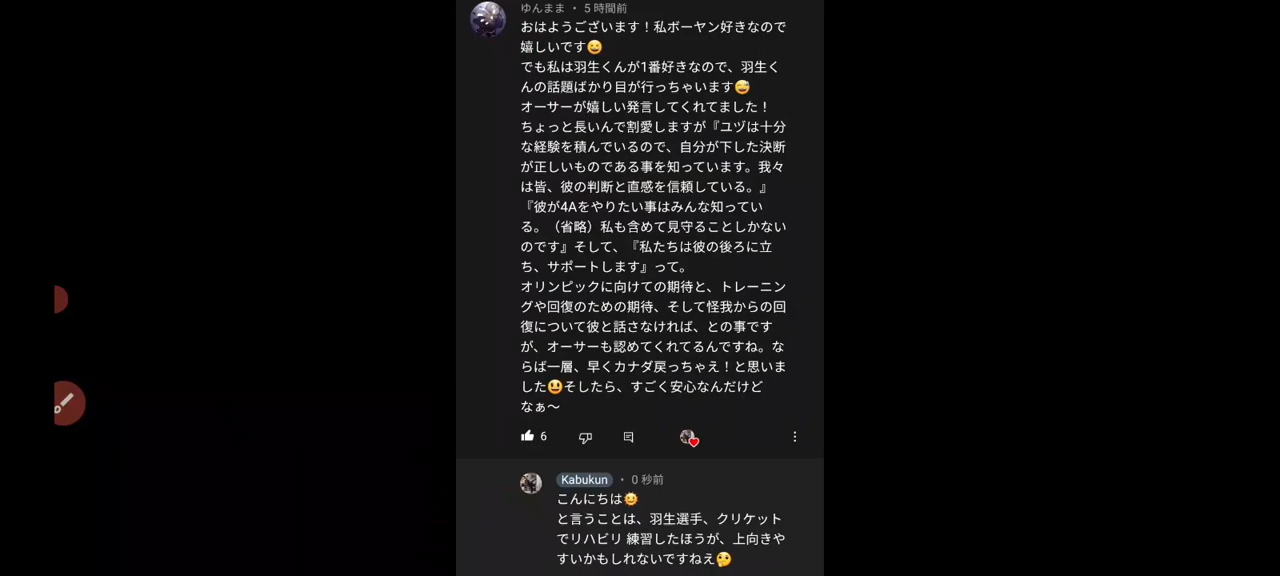 ゆんまま ・ 5 時間前
おはようございます！私ボーヤン好きなので
嬉しいです😄
でも私は羽生くんが1番好きなので、羽生く
んの話題ばかり目が行っちゃいます😅
オーサーが嬉しい発言してくれてました！
ちょっと長いんで割愛しますが『ユヅは十分
な経験を積んでいるので、自分が下した決断
が正しいものである事を知っています。我々
は皆、彼の判断と直感を信頼している。』
『彼が4Aをやりたい事はみんな知ってい
る。（省略）私も含めて見守ることしかない
のです』そして、『私たちは彼の後ろに立
ち、サポートします』って。
オリンピックに向けての期待と、トレーニン
グや回復のための期待、そして怪我からの回
復について彼と話さなければ、との事です
が、オーサーも認めてくれてるんですね。な
らば一層、早くカナダ戻っちゃえ！と思いま
した😃そしたら、すごく安心なんだけど
なぁ〜
6
Kabukun ・ 0 秒前
こんにちは🌞
と言うことは、羽生選手、クリケット
でリハビリ 練習したほうが、上向きや
すいかもしれないですねえ🤔